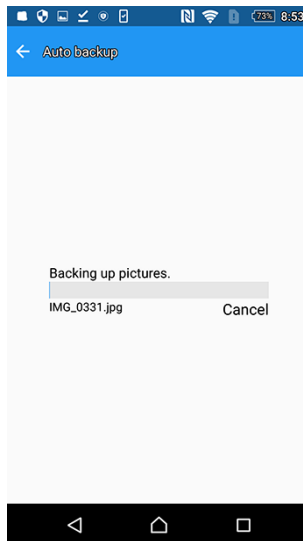 73% 8:53
Auto backup
Backing up pictures.
IMG_0331.jpg
Cancel